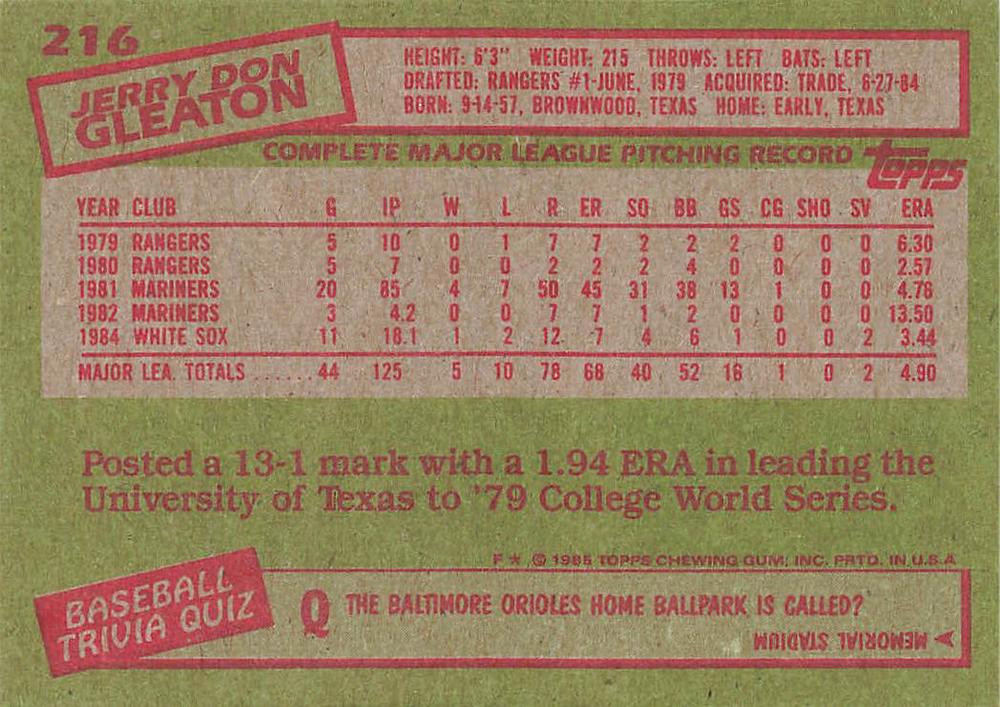 216
JERRY DON
GLEATON
HEIGHT: 6'3" WEIGHT: 215 THROWS: LEFT BATS: LEFT
DRAFTED: RANGERS #1-JUNE, 1979 ACQUIRED: TRADE, 6-27-84
BORN: 9-14-57, BROWNWOOD, TEXAS HOME: EARLY, TEXAS
COMPLETE MAJOR LEAGUE PITCHING RECORD
TOPPS
YEAR CLUB G IP W L R ER SO BB GS CG SHO SV ERA
1979 RANGERS 5 10 0 1 7 7 2 2 2 0 0 0 6.30
1980 RANGERS 5 7 0 0 2 2 2 4 0 0 0 0 2.57
1981 MARINERS 20 85 4 7 50 45 31 38 13 1 0 0 4.76
1982 MARINERS 3 4.2 0 0 7 7 1 2 0 0 0 0 13.50
1984 WHITE SOX 11 18.1 1 2 12 7 4 6 1 0 0 2 3.44
MAJOR LEA. TOTALS ...... 44 125 5 10 78 68 40 52 16 1 0 2 4.90
Posted a 13-1 mark with a 1.94 ERA in leading the
University of Texas to '79 College World Series.
F★ © 1985 TOPPS CHEWING GUM, INC. PRTD. IN U.S.A
BASEBALL
TRIVIA QUIZ
Q THE BALTIMORE ORIOLES HOME BALLPARK IS CALLED?
MEMORIAL STADIUM